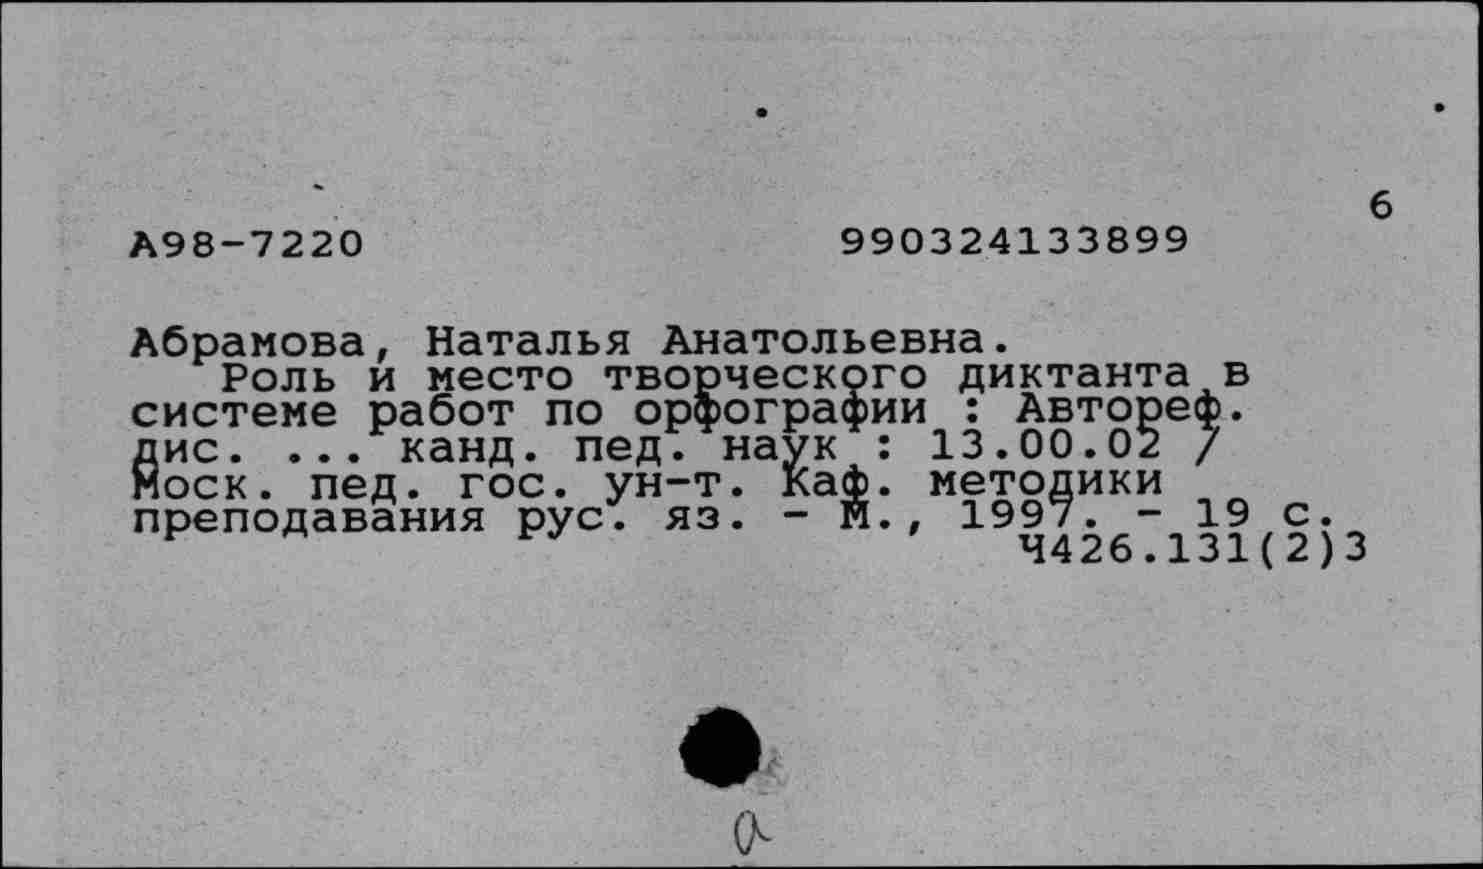 6
А98-7220 990324133899
Абрамова, Наталья Анатольевна.
Роль и место творческого диктанта в
системе работ по орфографии : Автореф.
дис. ... канд. пед. наук : 13.00.02 /
Моск. пед. гос. ун-т. Каф. методики
преподавания рус. яз. - М., 1997. - 19 с.
Ч426.131(2)3